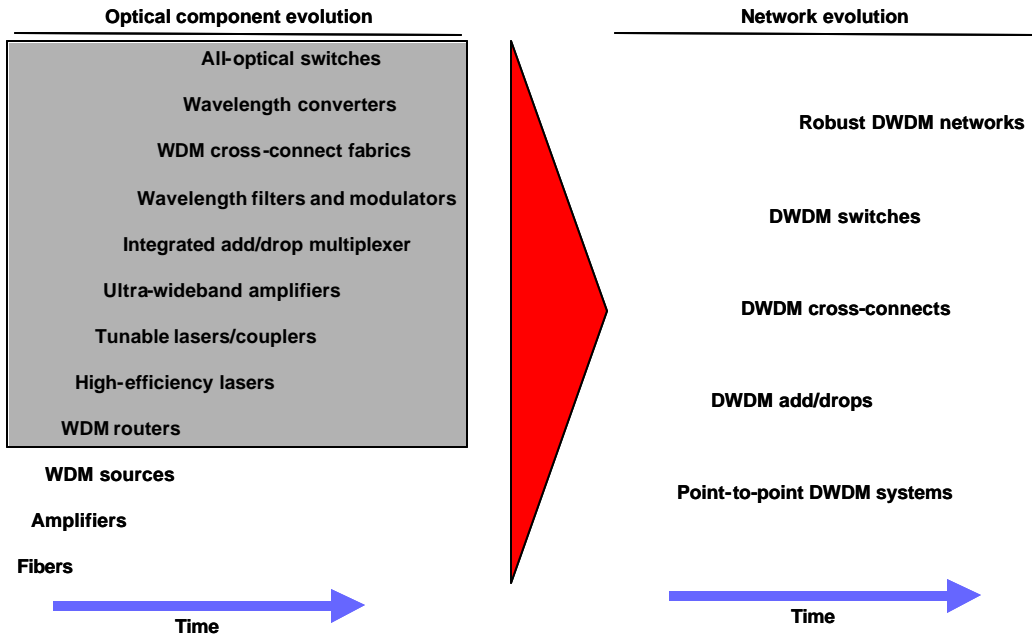 Optical component evolution
All-optical switches
Wavelength converters
WDM cross-connect fabrics
Wavelength filters and modulators
Integrated add/drop multiplexer
Ultra-wideband amplifiers
Tunable lasers/couplers
High-efficiency lasers
WDM routers
WDM sources
Amplifiers
Fibers
Time
Network evolution
Robust DWDM networks
DWDM switches
DWDM cross-connects
DWDM add/drops
Point-to-point DWDM systems
Time